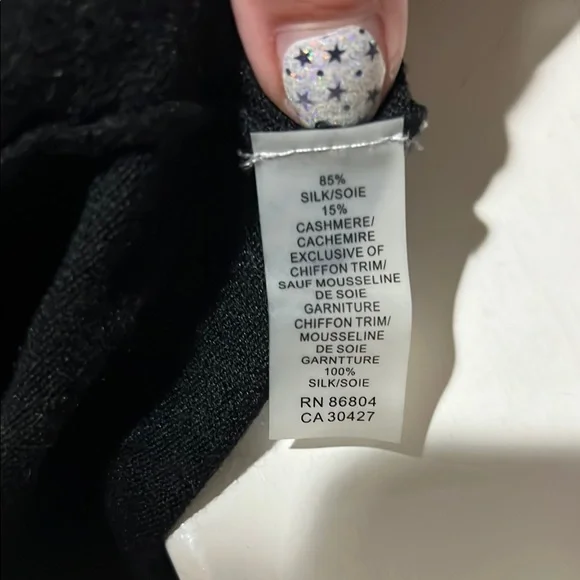 85%
SILK/SOIE
15%
CASHMERE/
CACHEMIRE
EXCLUSIVE OF
CHIFFON TRIM/
SAUF MOUSSELINE
DE SOIE
GARNITURE
CHIFFON TRIM/
MOUSSELINE
DE SOIE
GARNTTURE
100%
SILK/SOIE
RN 86804
CA 30427